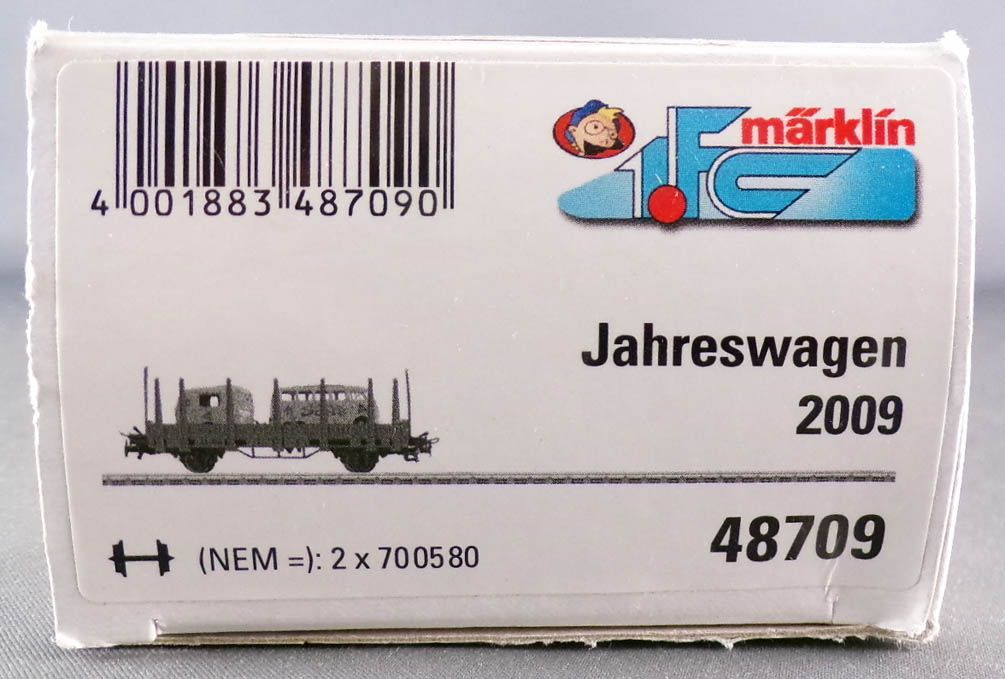 4 001883 487090
1.FC märklin
Jahreswagen
2009
(NEM =): 2 x 700580
48709